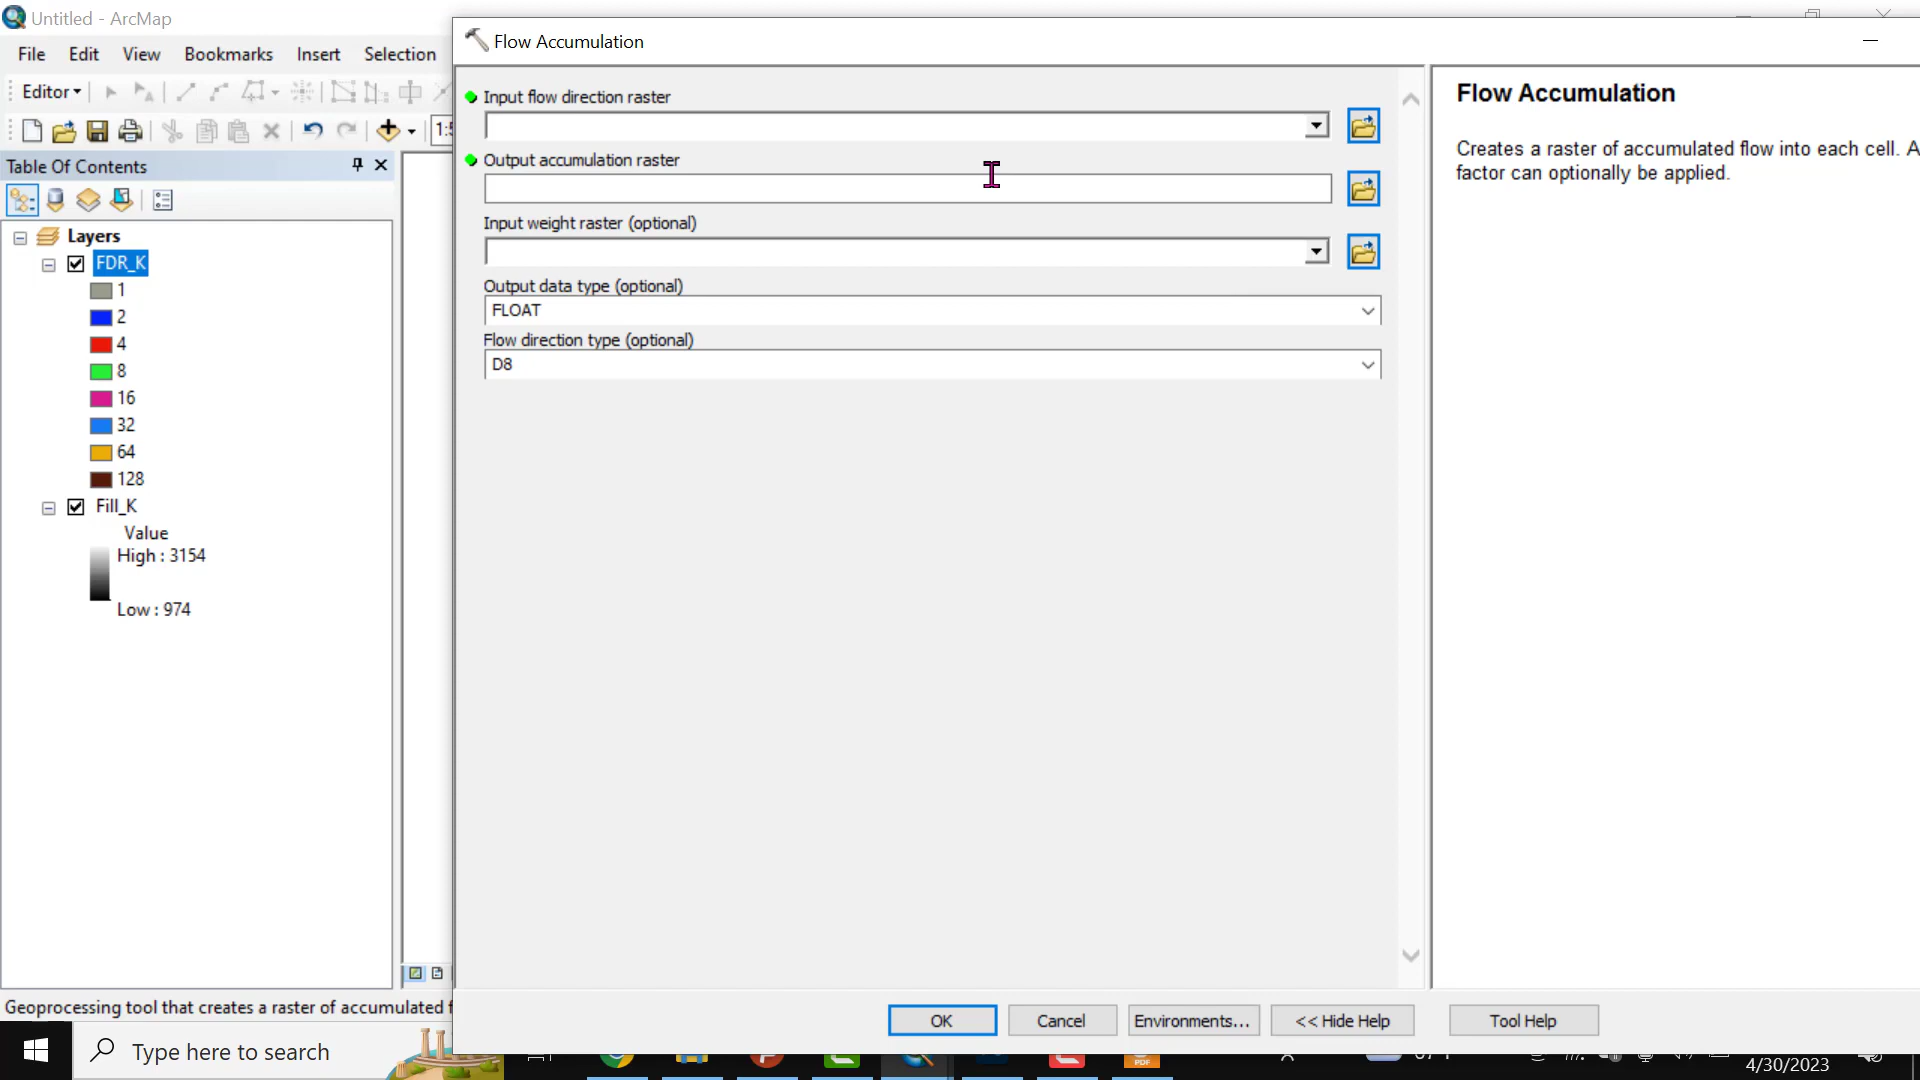 Untitled - ArcMap
File Edit View Bookmarks Insert Selection
Editor
Table Of Contents
Layers
FDR_K
1
2
4
8
16
32
64
128
Fill_K
Value
High : 3154
Low : 974
Geoprocessing tool that creates a raster of accumulated
Type here to search
Flow Accumulation
Input flow direction raster
Output accumulation raster
Input weight raster (optional)
Output data type (optional)
FLOAT
Flow direction type (optional)
D8
OK
Cancel
Environments...
<< Hide Help
Tool Help
Flow Accumulation
Creates a raster of accumulated flow into each cell. A
factor can optionally be applied.
4/30/2023